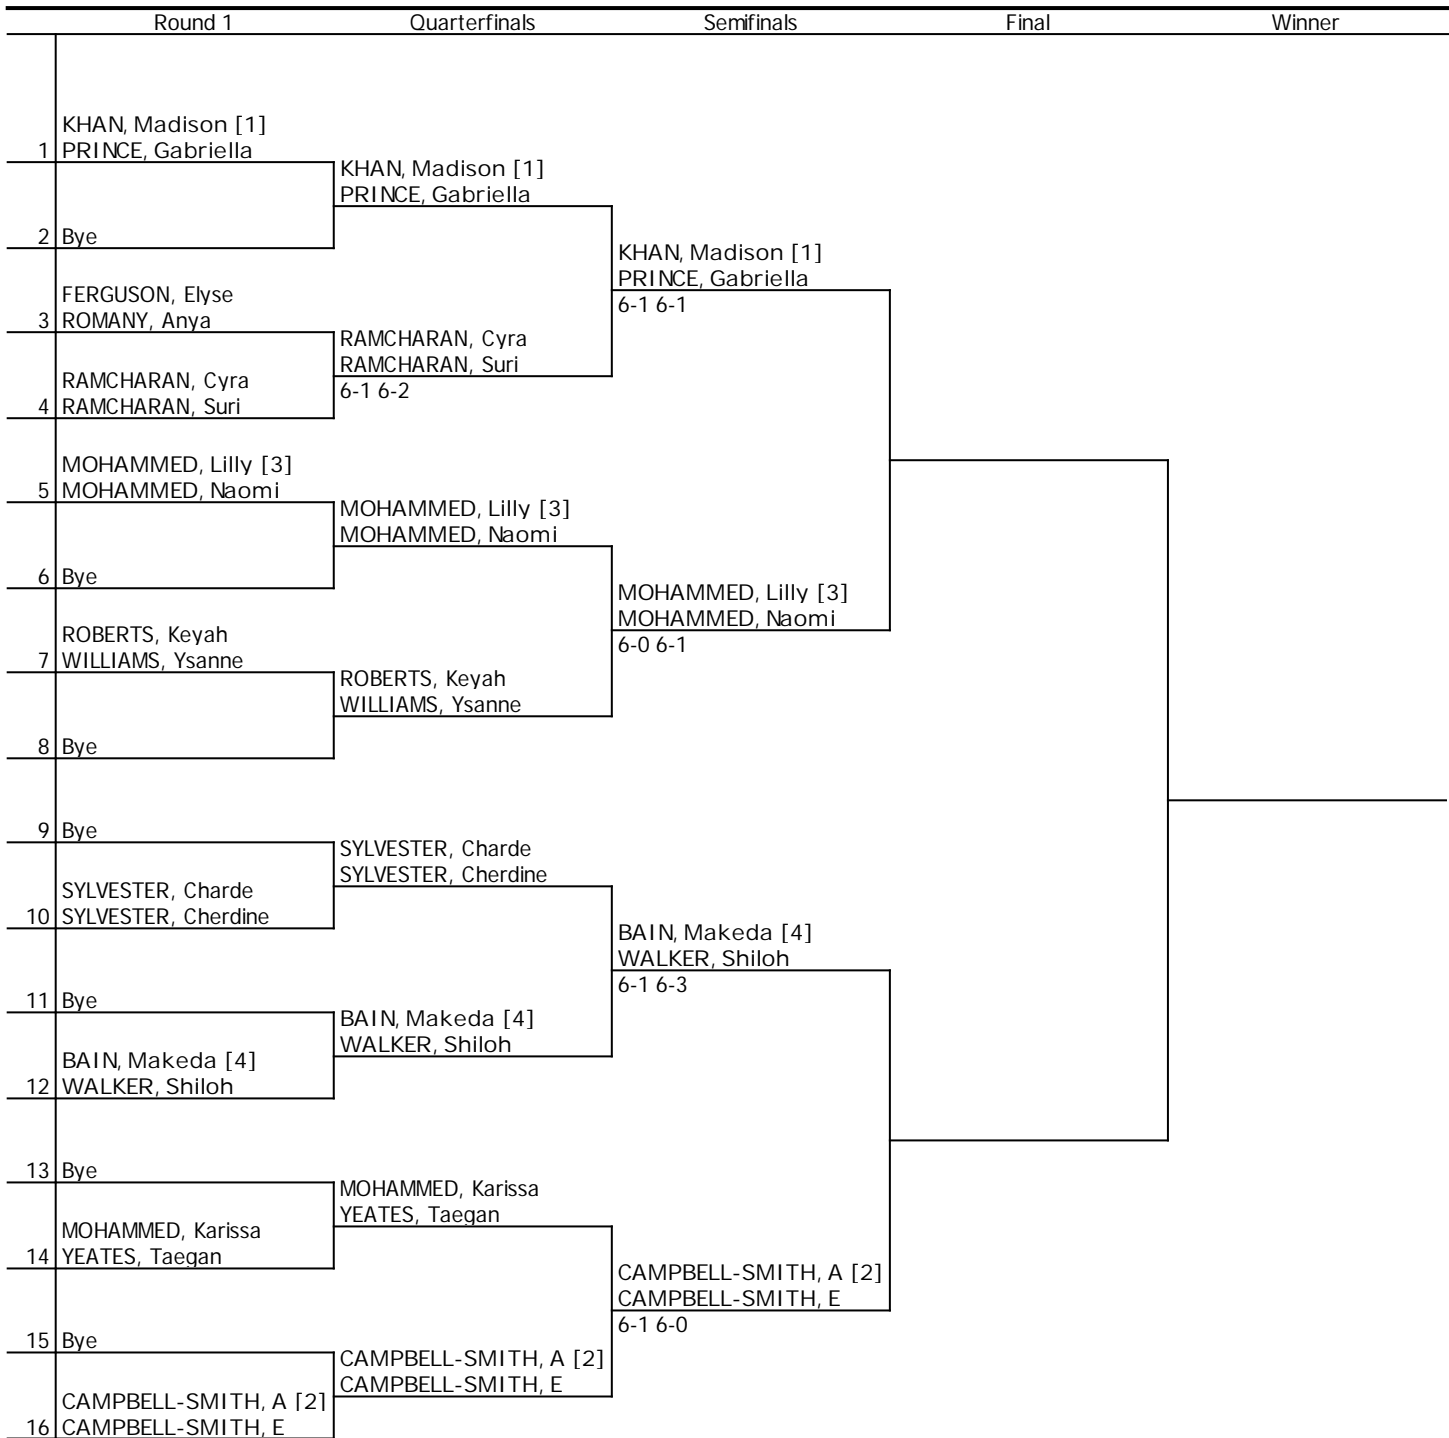 Round 1 Quarterfinals Semifinals Final Winner
KHAN, Madison [1]
1 PRINCE, Gabriella
KHAN, Madison [1]
PRINCE, Gabriella
2 Bye
KHAN, Madison [1]
PRINCE, Gabriella
6-1 6-1
FERGUSON, Elyse
3 ROMANY, Anya
RAMCHARAN, Cyra
RAMCHARAN, Suri
6-1 6-2
RAMCHARAN, Cyra
4 RAMCHARAN, Suri
MOHAMMED, Lilly [3]
5 MOHAMMED, Naomi
MOHAMMED, Lilly [3]
MOHAMMED, Naomi
6 Bye
MOHAMMED, Lilly [3]
MOHAMMED, Naomi
6-0 6-1
ROBERTS, Keyah
7 WILLIAMS, Ysanne
ROBERTS, Keyah
WILLIAMS, Ysanne
8 Bye
9 Bye
SYLVESTER, Charde
SYLVESTER, Cherdine
SYLVESTER, Charde
10 SYLVESTER, Cherdine
BAIN, Makeda [4]
WALKER, Shiloh
6-1 6-3
11 Bye
BAIN, Makeda [4]
WALKER, Shiloh
BAIN, Makeda [4]
12 WALKER, Shiloh
13 Bye
MOHAMMED, Karissa
YEATES, Taegan
MOHAMMED, Karissa
14 YEATES, Taegan
CAMPBELL-SMITH, A [2]
CAMPBELL-SMITH, E
6-1 6-0
15 Bye
CAMPBELL-SMITH, A [2]
CAMPBELL-SMITH, E
CAMPBELL-SMITH, A [2]
16 CAMPBELL-SMITH, E